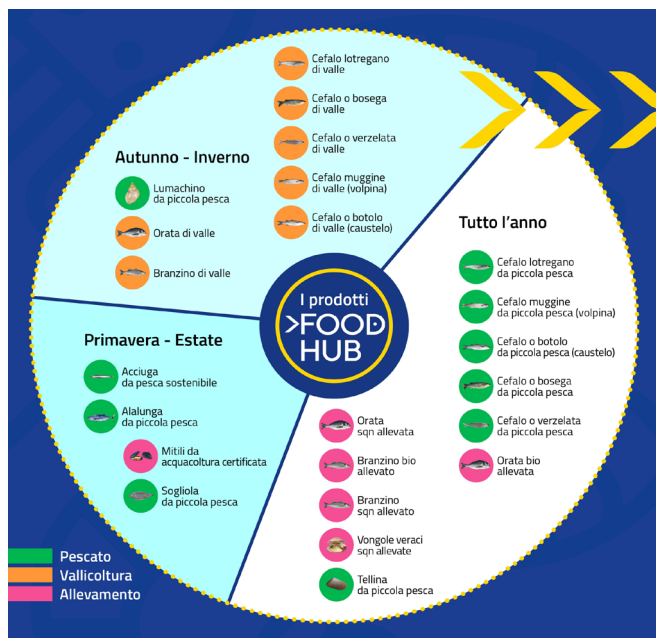 Autunno - Inverno
Lumachino
da piccola pesca
Orata di valle
Branzino di valle
Cefalo lotregano
di valle
Cefalo o bosega
di valle
Cefalo o verzelata
di valle
Cefalo muggine
di valle (volpina)
Cefalo o botolo
di valle (caustelo)
Tutto l'anno
Cefalo lotregano
da piccola pesca
Cefalo muggine
da piccola pesca (volpina)
Cefalo o botolo
da piccola pesca (caustelo)
Cefalo o bosega
da piccola pesca
Cefalo o verzelata
da piccola pesca
Orata bio
allevata
Orata
sqn allevata
Branzino bio
allevato
Branzino
sqn allevato
Vongole veraci
sqn allevate
Tellina
da piccola pesca
I prodotti
>FOOD
HUB
Primavera - Estate
Acciuga
da pesca sostenibile
Alalunga
da piccola pesca
Mitili da
acquacoltura certificata
Sogliola
da piccola pesca
Pescato
Vallicoltura
Allevamento